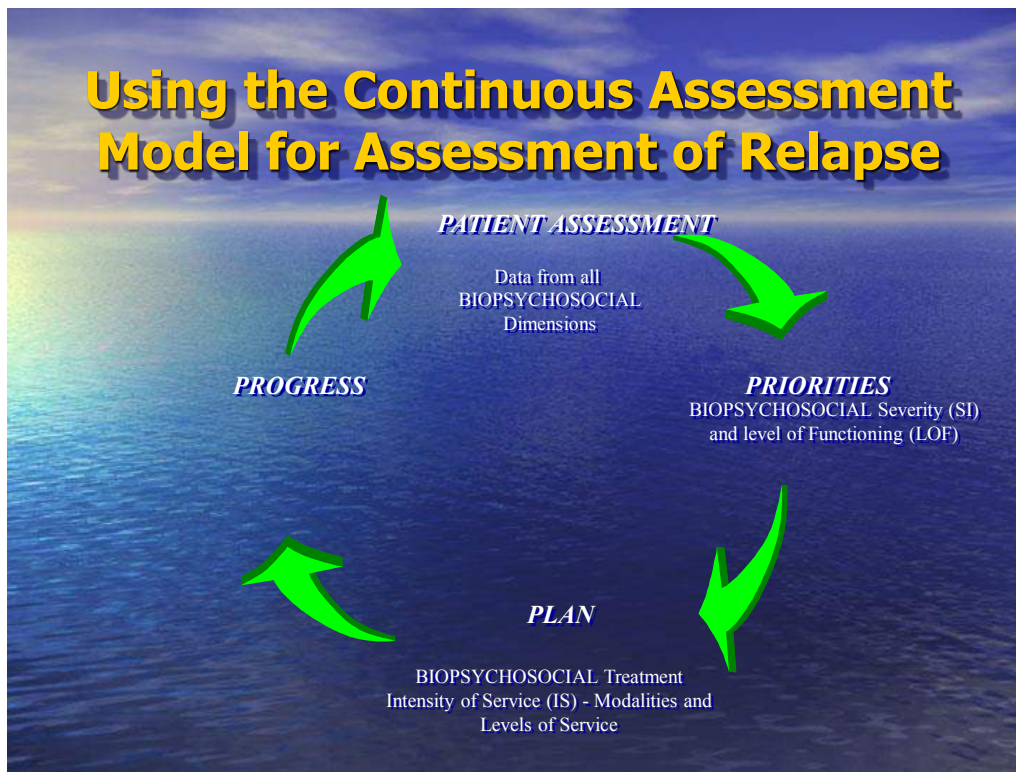 Using the Continuous Assessment
Model for Assessment of Relapse
PATIENT ASSESSMENT
Data from all
BIOPSYCHOSOCIAL
Dimensions
PROGRESS
PRIORITIES
BIOPSYCHOSOCIAL Severity (SI)
and level of Functioning (LOF)
PLAN
BIOPSYCHOSOCIAL Treatment
Intensity of Service (IS) - Modalities and
Levels of Service